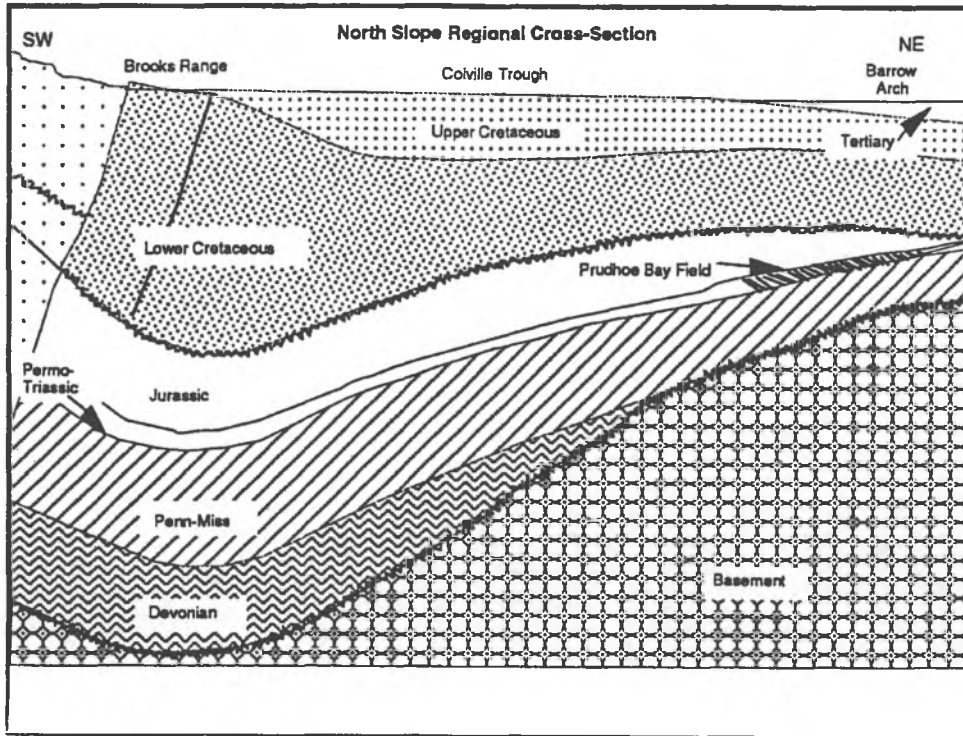 North Slope Regional Cross-Section
SW
NE
Brooks Range
Colville Trough
Barrow
Arch
Upper Cretaceous
Tertiary
Lower Cretaceous
Prudhoe Bay Field
Permo-
Triassic
Jurassic
Penn-Miss
Basement
Devonian